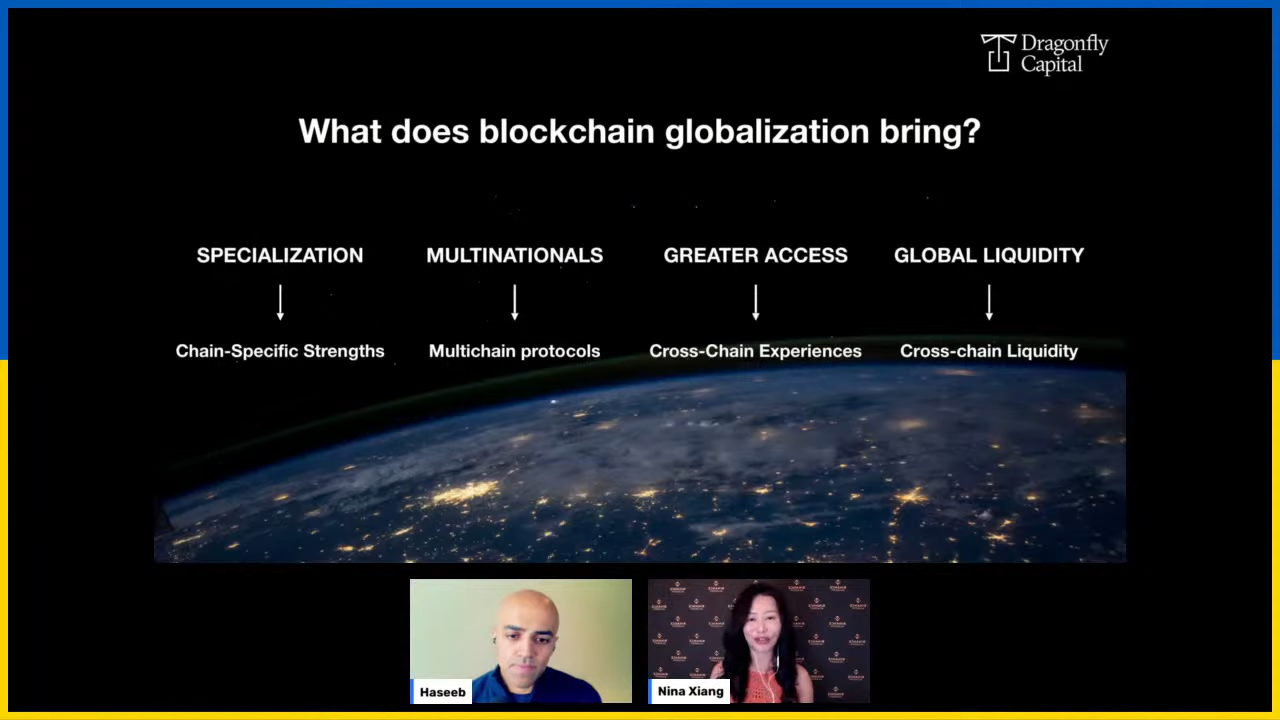 Dragonfly
Capital
What does blockchain globalization bring?
SPECIALIZATION
MULTINATIONALS
GREATER ACCESS
GLOBAL LIQUIDITY
Chain-Specific Strengths
Multichain protocols
Cross-Chain Experiences
Cross-chain Liquidity
Haseeb
Nina Xiang